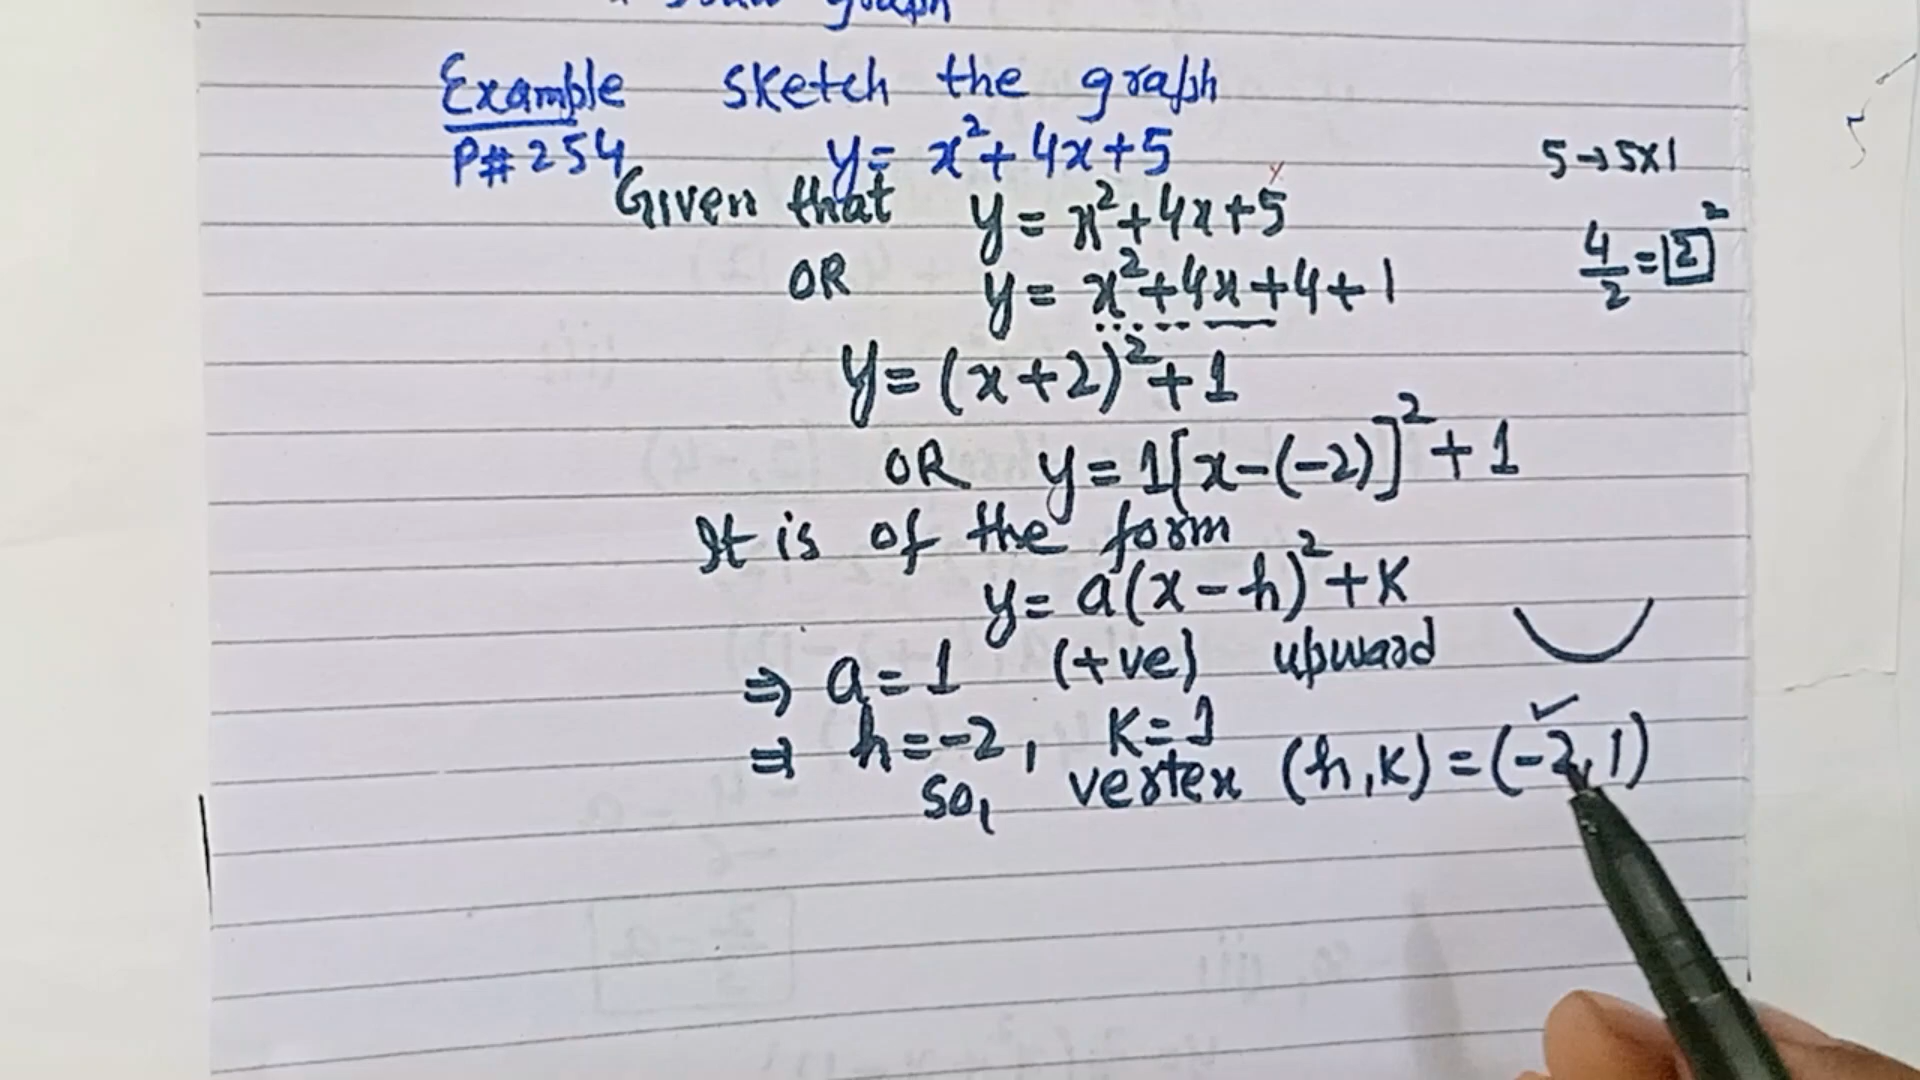 graph
Example sketch the graph
P#254 y= x²+4x+5
5→5×1
Given that y = x²+4x+5
4/2=2²
OR y = x²+4x+4+1
y= (x+2)²+1
OR y=1[x-(-2)]²+1
It is of the form
y= a(x-h)²+K
⇒ a=1 (+ve) upward
⇒ h=-2, K=1
so, vertex (h,K)=(-2,1)